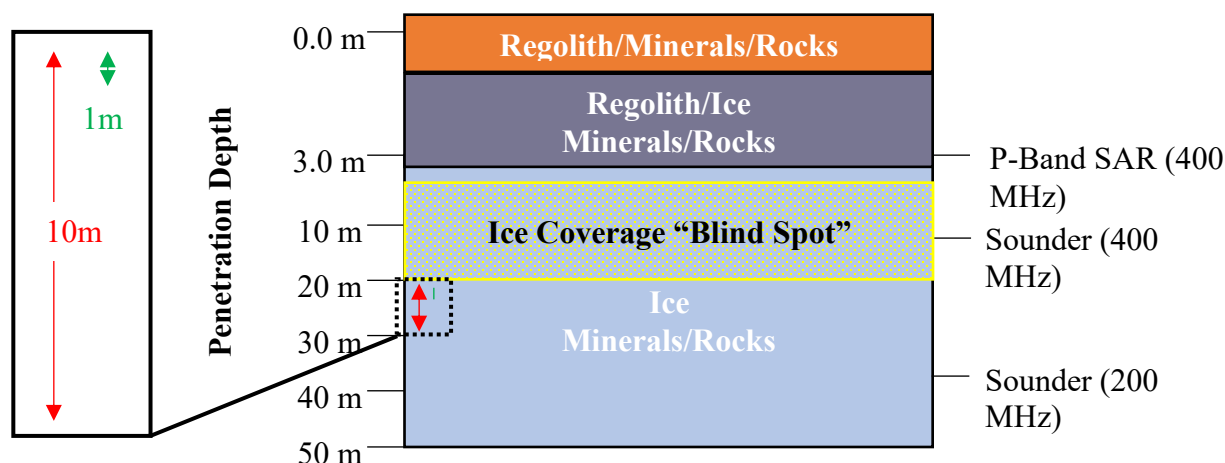 1m
10m
Penetration Depth
0.0 m
3.0 m
10 m
20 m
30 m
40 m
50 m
Regolith/Minerals/Rocks
Regolith/Ice
Minerals/Rocks
Ice Coverage “Blind Spot”
Ice
Minerals/Rocks
P-Band SAR (400
MHz)
Sounder (400
MHz)
Sounder (200
MHz)